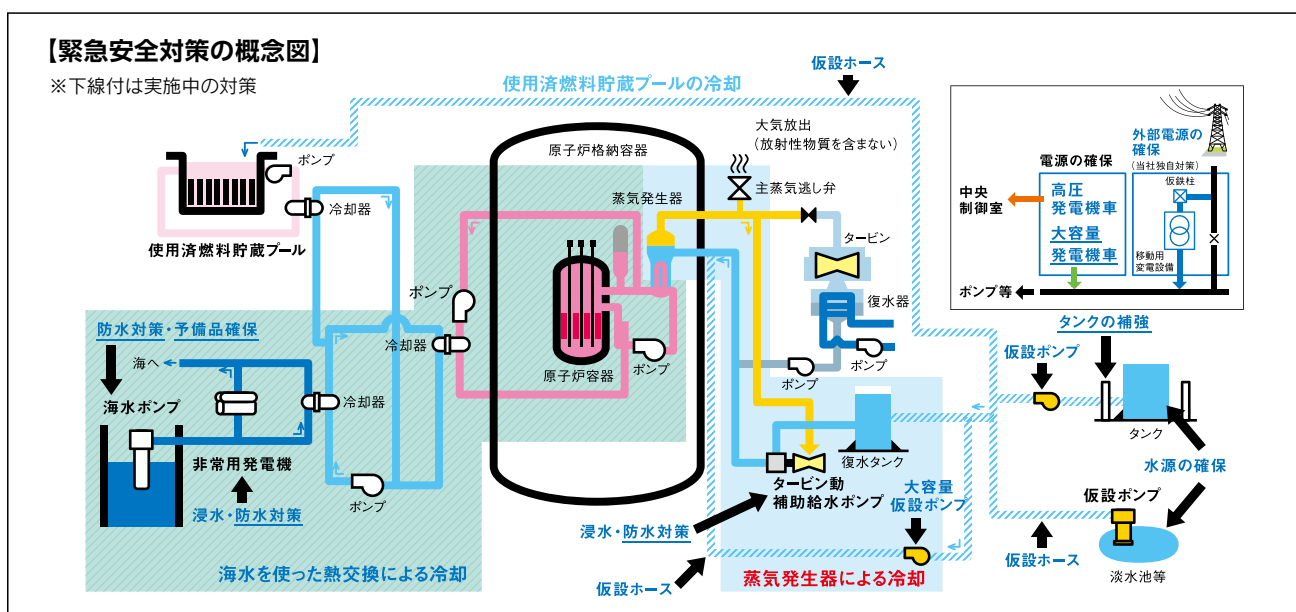 【緊急安全対策の概念図】
※下線付は実施中の対策
使用済燃料貯蔵プールの冷却
仮設ホース
ポンプ
冷却器
使用済燃料貯蔵プール
原子炉格納容器
蒸気発生器
大気放出
（放射性物質を含まない）
主蒸気逃し弁
タービン
復水器
ポンプ
ポンプ
ポンプ
冷却器
原子炉容器
ポンプ
外部電源の
確保
（当社独自対策）
電源の確保
中央
制御室
高圧
発電機車
大容量
発電機車
仮鉄柱
移動用
変電設備
ポンプ等
防水対策・予備品確保
海へ
海水ポンプ
冷却器
非常用発電機
浸水・防水対策
ポンプ
海水を使った熱交換による冷却
タンクの補強
仮設ポンプ
タンク
水源の確保
復水タンク
タービン動
補助給水ポンプ
浸水・防水対策
大容量
仮設ポンプ
仮設ポンプ
仮設ホース
淡水池等
仮設ホース
蒸気発生器による冷却